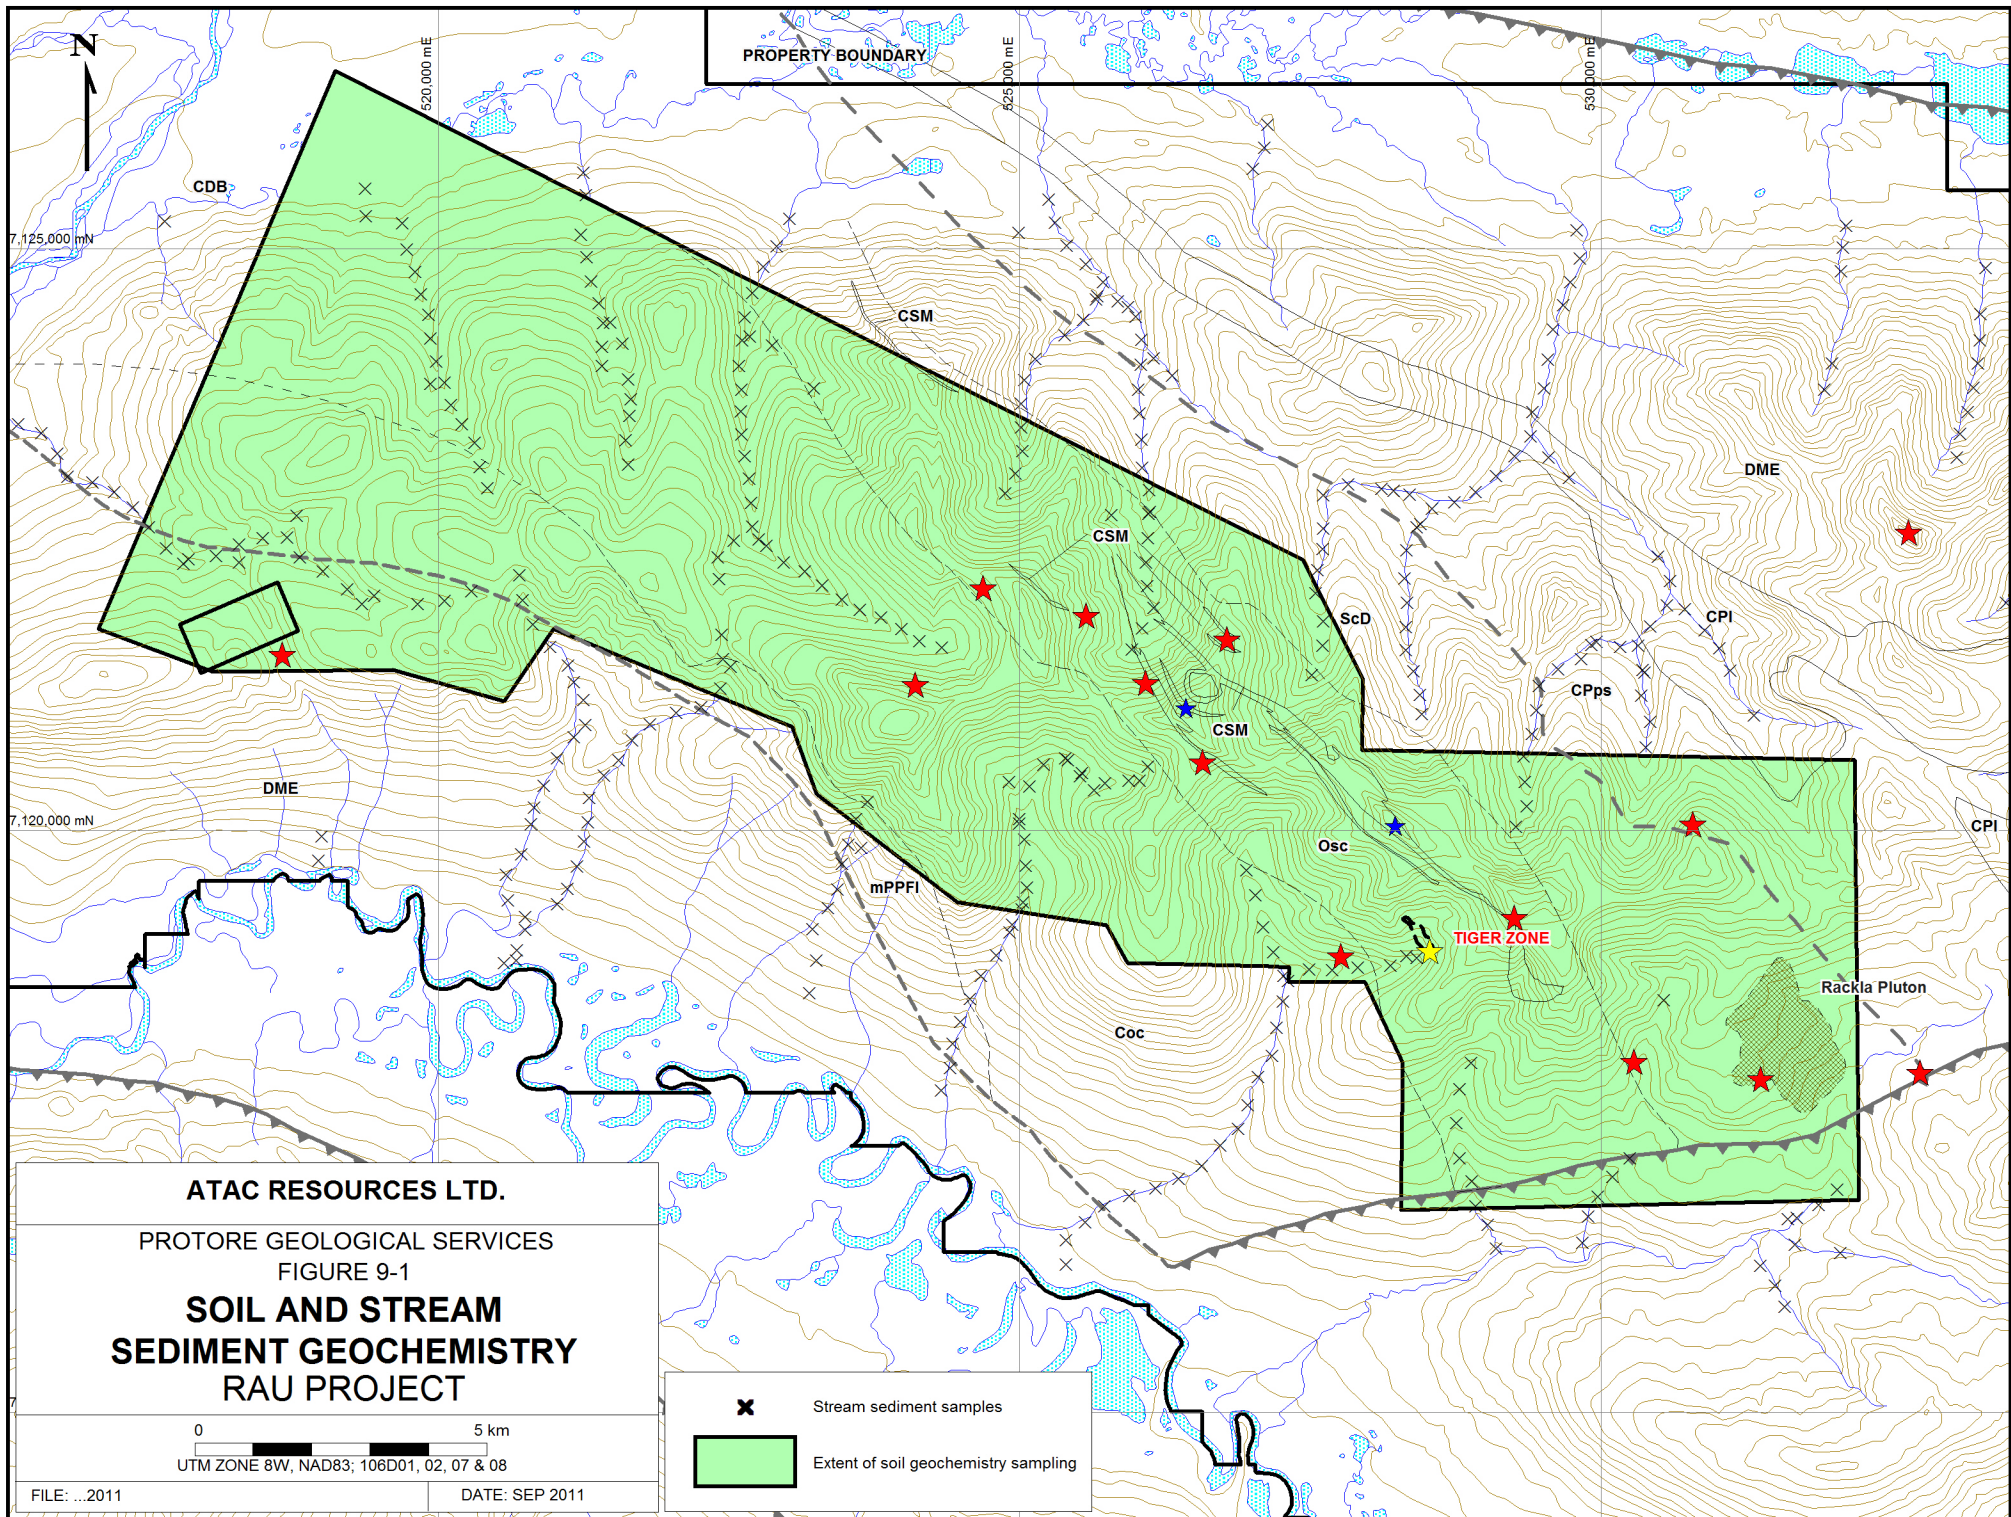 N
PROPERTY BOUNDARY
520,000 mE
525,000 mE
530,000 mE
CDB
7,125,000 mN
CSM
DME
CSM
ScD
CPI
CPps
CSM
DME
7,120,000 mN
CPI
Osc
mPPFI
TIGER ZONE
Rackla Pluton
Coc
ATAC RESOURCES LTD.
PROTORE GEOLOGICAL SERVICES
FIGURE 9-1
SOIL AND STREAM
SEDIMENT GEOCHEMISTRY
RAU PROJECT
0 5 km
UTM ZONE 8W, NAD83; 106D01, 02, 07 & 08
FILE: ...2011
DATE: SEP 2011
Stream sediment samples
Extent of soil geochemistry sampling